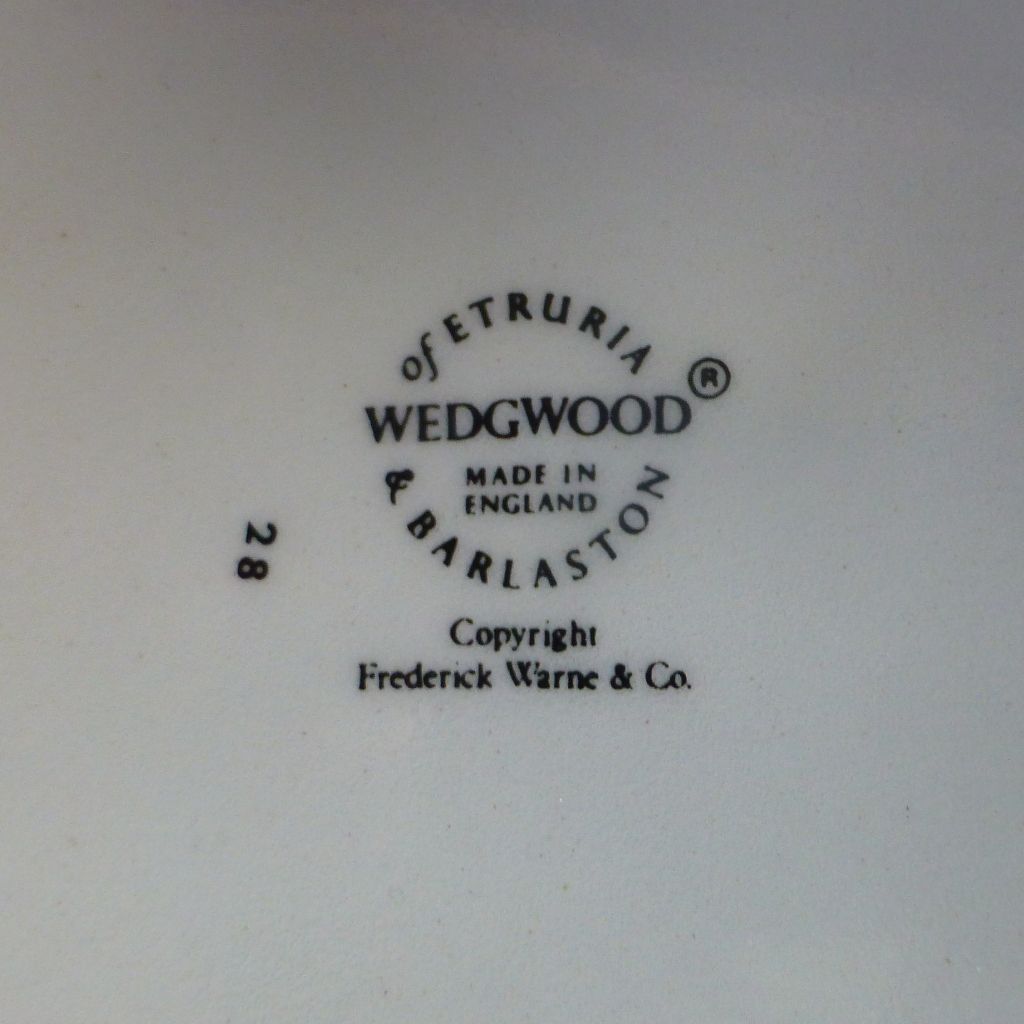 of ETRURIA
WEDGWOOD ®
MADE IN
ENGLAND
& BARLASTON
28
Copyright
Frederick Warne & Co.